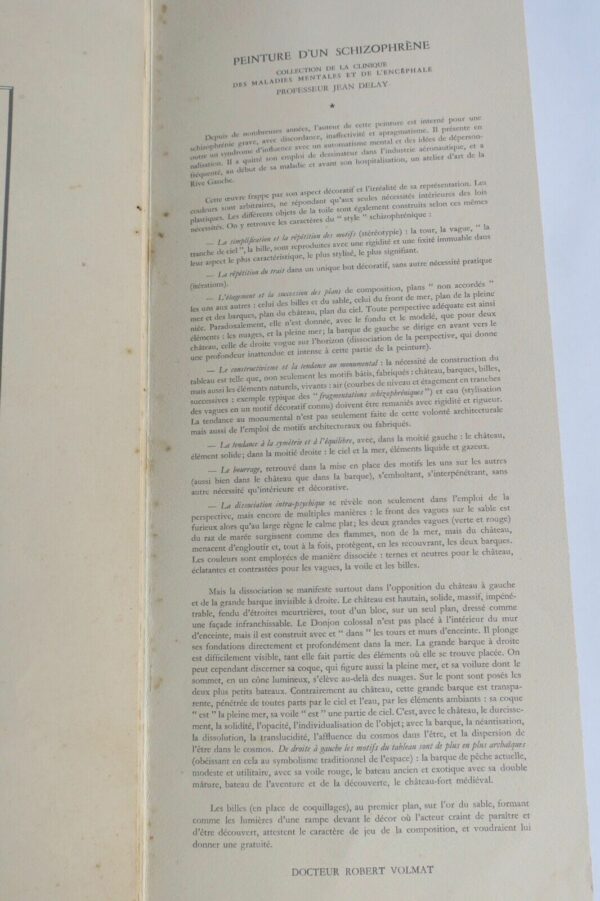 PEINTURE D'UN SCHIZOPHRÈNE
COLLECTION DE LA CLINIQUE
DES MALADIES MENTALES ET DE L'ENCÉPHALE
PROFESSEUR JEAN DELAY
★
Depuis de nombreuses années, l'auteur de cette peinture est interné pour une
schizophrénie grave, avec discordance, inaffectivité et apragmatisme. Il présente en
outre un syndrome d'influence avec un automatisme mental et des idées de déperson-
nalisation. Il a quitté son emploi de dessinateur dans l'industrie aéronautique, et a
fréquenté, au début de sa maladie et avant son hospitalisation, un atelier d'art de la
Rive Gauche.
Cette œuvre frappe par son aspect décoratif et l'irréalité de sa représentation. Les
couleurs sont arbitraires, ne répondant qu'aux seules nécessités intérieures des lois
plastiques. Les différents objets de la toile sont également construits selon ces mêmes
nécessités. On y retrouve les caractères du " style " schizophrénique :
— La simplification et la répétition des motifs (stéréotypie) : la tour, la vague, " la
tranche de ciel ", la bille, sont reproduites avec une rigidité et une fixité immuable dans
leur aspect le plus caractéristique, le plus stylisé, le plus signifiant.
— La répétition du trait dans un unique but décoratif, sans autre nécessité pratique
(itérations).
— L'étagement et la succession des plans de composition, plans " non accordés "
les uns aux autres : celui des billes et du sable, celui du front de mer, plan de la pleine
mer et des barques, plan du château, plan du ciel. Toute perspective adéquate est ainsi
niée. Paradoxalement, elle n'est donnée, avec le fondu et le modelé, que pour deux
éléments : les nuages, et la pleine mer; la barque de gauche se dirige en avant vers le
château, celle de droite vogue sur l'horizon (dissociation de la perspective, qui donne
une profondeur inattendue et intense à cette partie de la peinture).
— Le constructivisme et la tendance au monumental : la nécessité de construction du
tableau est telle que, non seulement les motifs bâtis, fabriqués : château, barques, billes,
mais aussi les éléments naturels, vivants : air (courbes de niveau et étagement en tranches
successives : exemple typique des " fragmentations schizophréniques ") et eau (stylisation
des vagues en un motif décoratif connu) doivent être remaniés avec rigidité et rigueur.
La tendance au monumental n'est pas seulement faite de cette volonté architecturale
mais aussi de l'emploi de motifs architecturaux ou fabriqués.
— La tendance à la symétrie et à l'équilibre, avec, dans la moitié gauche : le château,
élément solide; dans la moitié droite : le ciel et la mer, éléments liquide et gazeux.
— Le bourrage, retrouvé dans la mise en place des motifs les uns sur les autres
(aussi bien dans le château que dans la barque), s'emboîtant, s'interpénétrant, sans
autre nécessité qu'intérieure et décorative.
— La dissociation intra-psychique se révèle non seulement dans l'emploi de la
perspective, mais encore de multiples manières : le front des vagues sur le sable est
furieux alors qu'au large règne le calme plat; les deux grandes vagues (verte et rouge)
du raz de marée surgissent comme des flammes, non de la mer, mais du château,
menacent d'engloutir et, tout à la fois, protègent, en les recouvrant, les deux barques.
Les couleurs sont employées de manière dissociée : ternes et neutres pour le château,
éclatantes et contrastées pour les vagues, la voile et les billes.
Mais la dissociation se manifeste surtout dans l'opposition du château à gauche
et de la grande barque invisible à droite. Le château est hautain, solide, massif, impéné-
trable, fendu d'étroites meurtrières, tout d'un bloc, sur un seul plan, dressé comme
une façade infranchissable. Le Donjon colossal n'est pas placé à l'intérieur du mur
d'enceinte, mais il est construit avec et " dans " les tours et murs d'enceinte. Il plonge
ses fondations directement et profondément dans la mer. La grande barque à droite
est difficilement visible, tant elle fait partie des éléments où elle se trouve placée. On
peut cependant discerner sa coque, qui figure aussi la pleine mer, et sa voilure dont le
sommet, en un cône lumineux, s'élève au-delà des nuages. Sur le pont sont posés les
deux plus petits bateaux. Contrairement au château, cette grande barque est transpa-
rente, pénétrée de toutes parts par le ciel et l'eau, par les éléments ambiants : sa coque
" est " la pleine mer, sa voile " est " une partie de ciel. C'est, avec le château, le durcisse-
ment, la solidité, l'opacité, l'individualisation de l'objet; avec la barque, la néantisation,
la dissolution, la translucidité, l'afflux du cosmos dans l'être, et la dispersion de
l'être dans le cosmos. De droite à gauche les motifs du tableau sont de plus en plus archaïques
(obéissant en cela au symbolisme traditionnel de l'espace) : la barque de pêche actuelle,
modeste et utilitaire, avec sa voile rouge, le bateau ancien et exotique avec sa double
mâture, bateau de l'aventure et de la découverte, le château-fort médiéval.
Les billes (en place de coquillages), au premier plan, sur l'or du sable, formant
comme les lumières d'une rampe devant le décor où l'acteur craint de paraître et
d'être découvert, attestent le caractère de jeu de la composition, et voudraient lui
donner une gratuité.
DOCTEUR ROBERT VOLMAT